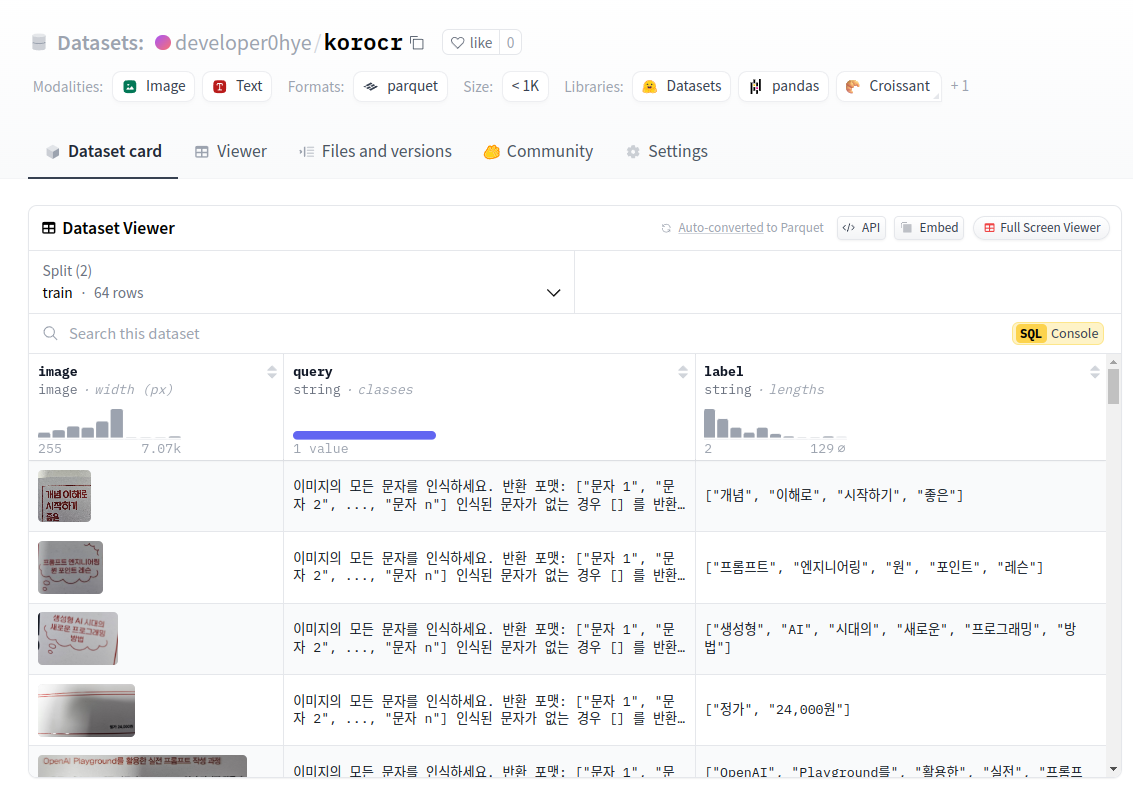 Datasets: developer0hye/korocr like 0
Modalities: Image Text Formats: parquet Size: < 1K Libraries: Datasets pandas Croissant + 1
Dataset card Viewer Files and versions Community Settings
Dataset Viewer Auto-converted to Parquet API Embed Full Screen Viewer
Split (2)
train · 64 rows
Search this dataset SQL Console
image query label
image · width (px) string · classes string · lengths
255 7.07k 1 value 2 129 ⌀
개념 이해로
시작하기
좋은
이미지의 모든 문자를 인식하세요. 반환 포맷: ["문자 1", "문
자 2", ..., "문자 n"] 인식된 문자가 없는 경우 [] 를 반환…
["개념", "이해로", "시작하기", "좋은"]
프롬프트 엔지니어링
원 포인트 레슨
이미지의 모든 문자를 인식하세요. 반환 포맷: ["문자 1", "문
자 2", ..., "문자 n"] 인식된 문자가 없는 경우 [] 를 반환…
["프롬프트", "엔지니어링", "원", "포인트", "레슨"]
생성형 AI 시대의
새로운 프로그래밍
방법
이미지의 모든 문자를 인식하세요. 반환 포맷: ["문자 1", "문
자 2", ..., "문자 n"] 인식된 문자가 없는 경우 [] 를 반환…
["생성형", "AI", "시대의", "새로운", "프로그래밍", "방
법"]
이미지의 모든 문자를 인식하세요. 반환 포맷: ["문자 1", "문
자 2", ..., "문자 n"] 인식된 문자가 없는 경우 [] 를 반환…
["정가", "24,000원"]
OpenAI Playground를 활용한 실전 프롬프트 작성 과정
이미지의 모든 문자를 인식하세요. 반환 포맷: ["문자 1", "문
["OpenAI", "Playground를", "활용한", "실전", "프롬프